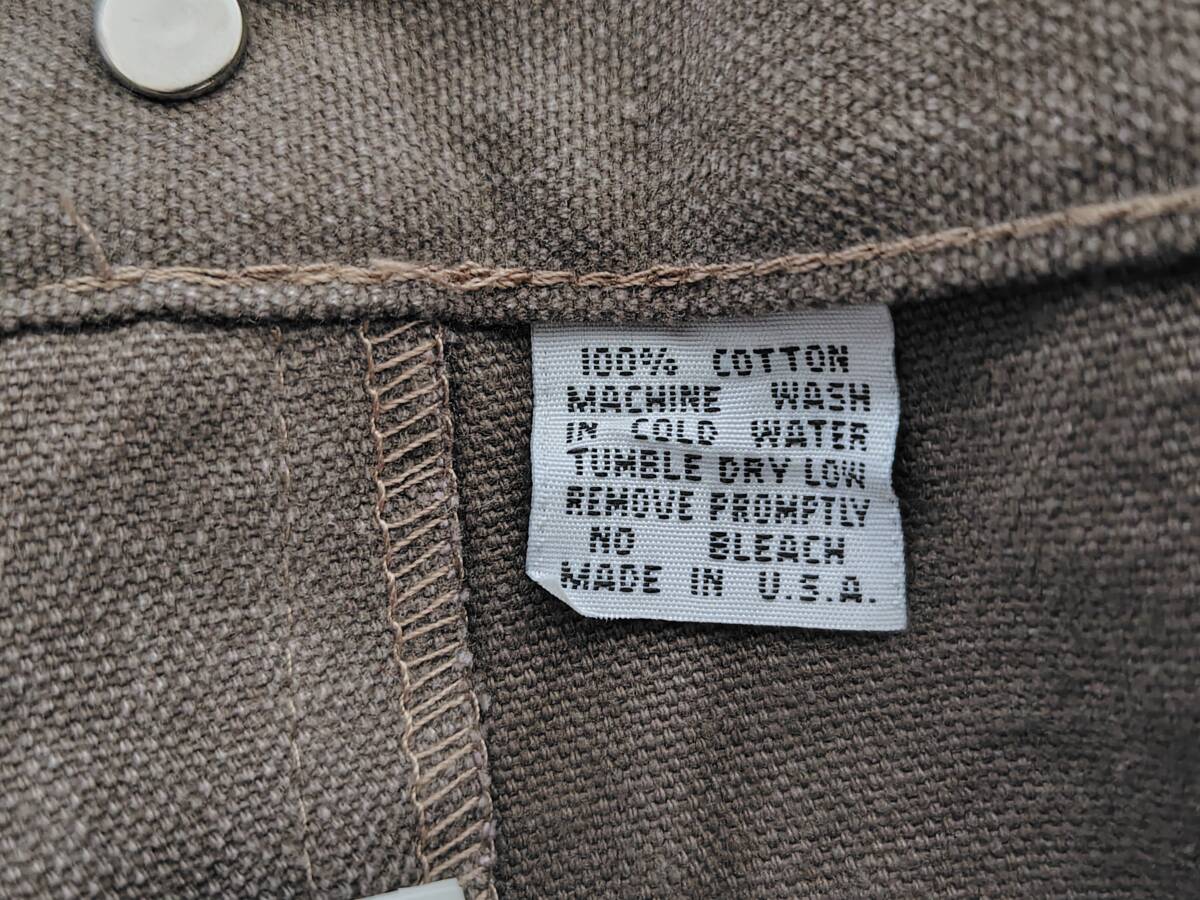 100% COTTON
MACHINE WASH
IN COLD WATER
TUMBLE DRY LOW
REMOVE PROMPTLY
NO BLEACH
MADE IN U.S.A.